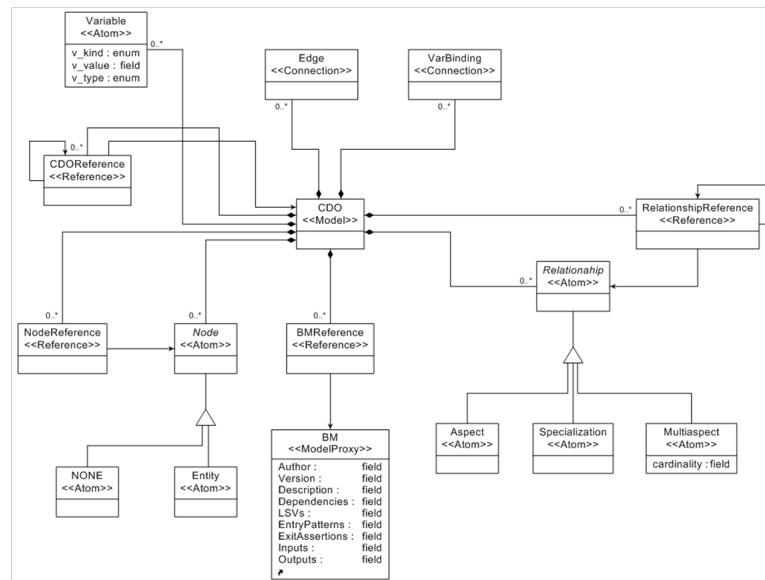 Variable
<<Atom>>
v_kind : enum
v_value : field
v_type : enum
0..*
Edge
<<Connection>>
0..*
VarBinding
<<Connection>>
0..*
0..*
CDOReference
<<Reference>>
CDO
<<Model>>
0..*
RelationshipReference
<<Reference>>
0..*
Relationahip
<<Atom>>
0..*
NodeReference
<<Reference>>
0..*
Node
<<Atom>>
0..*
BMReference
<<Reference>>
Aspect
<<Atom>>
Specialization
<<Atom>>
Multiaspect
<<Atom>>
cardinality : field
NONE
<<Atom>>
Entity
<<Atom>>
BM
<<ModelProxy>>
Author : field
Version : field
Description : field
Dependencies : field
LSVs : field
EntryPatterns : field
ExitAssertions : field
Inputs : field
Outputs : field